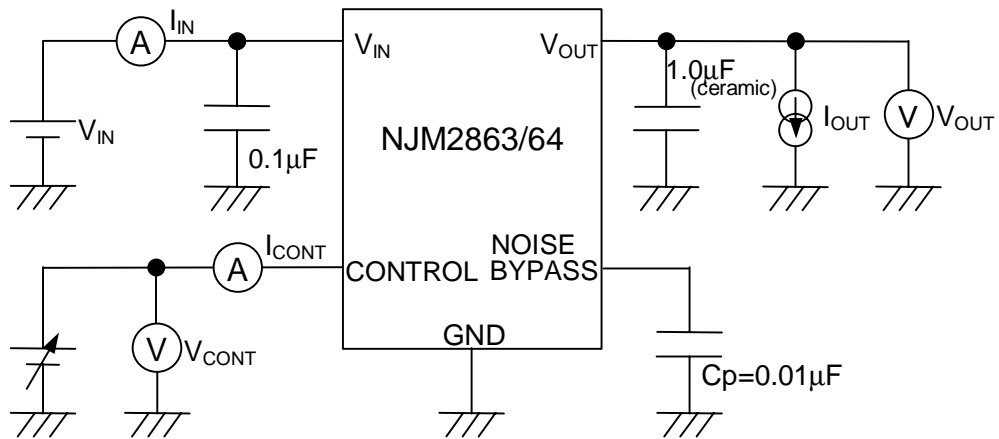 A
I_IN
V_IN
V_IN
0.1μF
NJM2863/64
V_OUT
1.0μF
(ceramic)
I_OUT
V
V_OUT
A
I_CONT
CONTROL
NOISE
BYPASS
V
V_CONT
GND
Cp=0.01μF